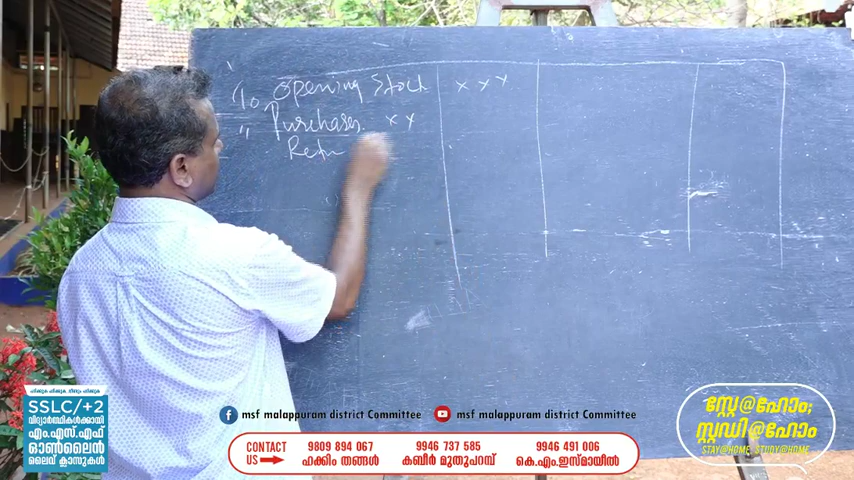 To Opening Stock x x x
" Purchases. x x
Retu
SSLC/+2
വിദ്യാർത്ഥികൾക്കായി
എം.എസ്.എഫ്
ഓൺലൈൻ
ലൈവ് ക്ലാസുകൾ
msf malappuram district Committee msf malappuram district Committee
CONTACT US
9809 894 067
ഹക്കീം തങ്ങൾ
9946 737 585
കബീർ മുതുപറമ്പ്
9946 491 006
കെ.എം.ഇസ്മായീൽ
സ്റ്റേ@ഹോം;
സ്റ്റഡി@ഹോം
STAY@HOME; STUDY@HOME